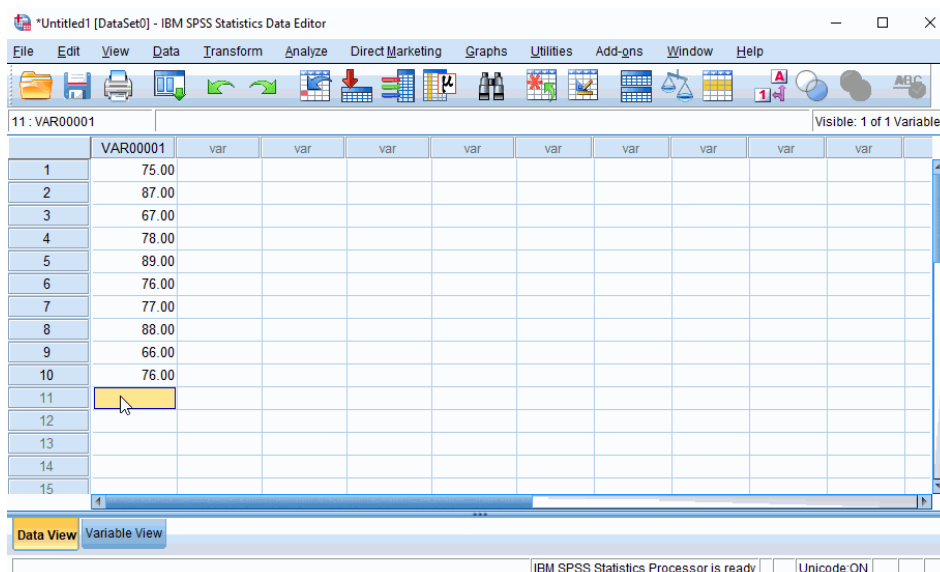 *Untitled1 [DataSet0] - IBM SPSS Statistics Data Editor
File Edit View Data Transform Analyze Direct Marketing Graphs Utilities Add-ons Window Help
A
1
μ
ABC
11 : VAR00001 Visible: 1 of 1 Variable
VAR00001 var var var var var var var var var
1 75.00
2 87.00
3 67.00
4 78.00
5 89.00
6 76.00
7 77.00
8 88.00
9 66.00
10 76.00
11
12
13
14
15
Data View Variable View
IBM SPSS Statistics Processor is ready Unicode:ON